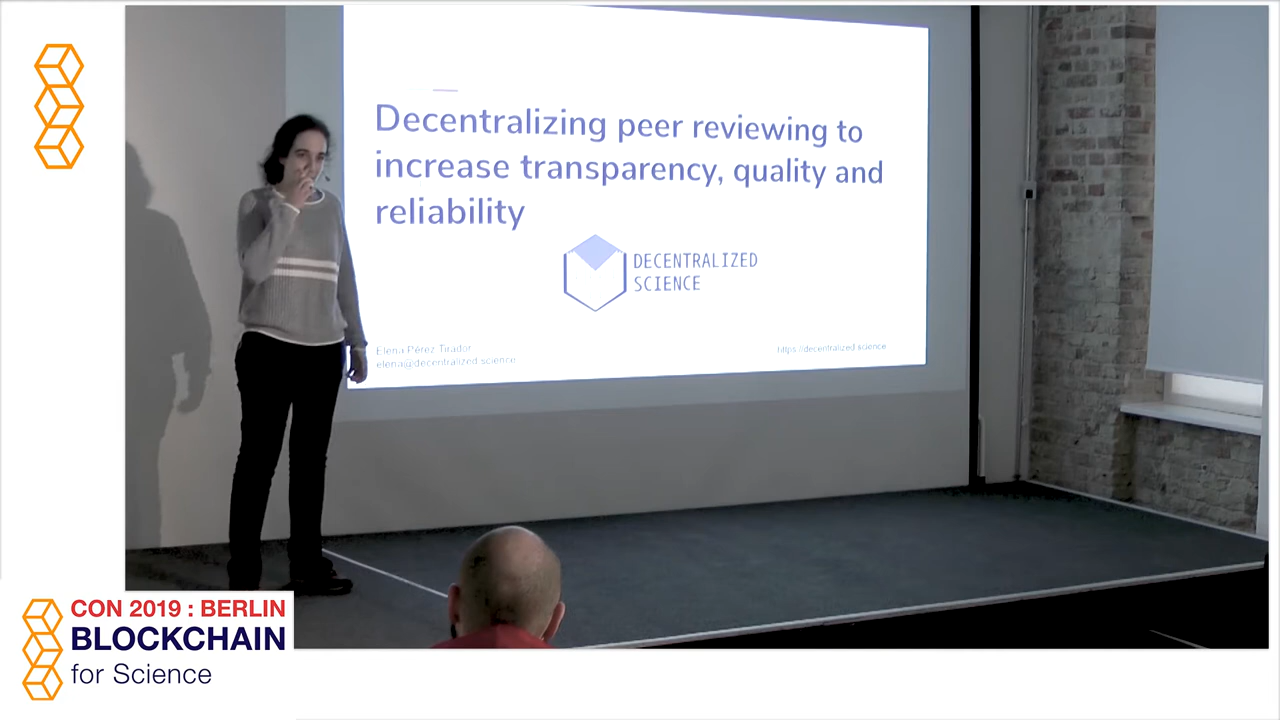 Decentralizing peer reviewing to
increase transparency, quality and
reliability
DECENTRALIZED
SCIENCE
Elena Pérez Tirador
elena@decentralized.science
https://decentralized.science
CON 2019 : BERLIN
BLOCKCHAIN
for Science